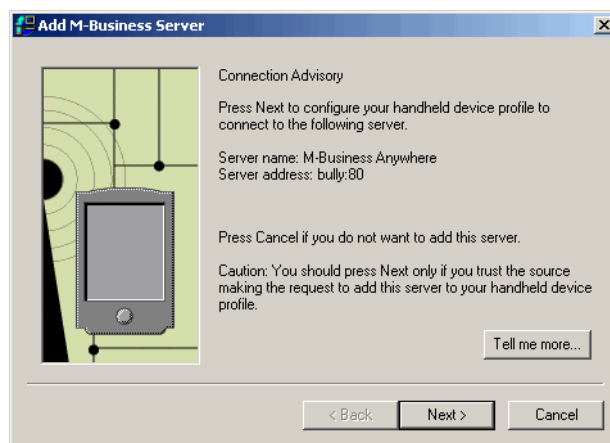 Add M-Business Server
Connection Advisory
Press Next to configure your handheld device profile to
connect to the following server.
Server name: M-Business Anywhere
Server address: bully:80
Press Cancel if you do not want to add this server.
Caution: You should press Next only if you trust the source
making the request to add this server to your handheld device
profile.
Tell me more...
< Back
Next >
Cancel